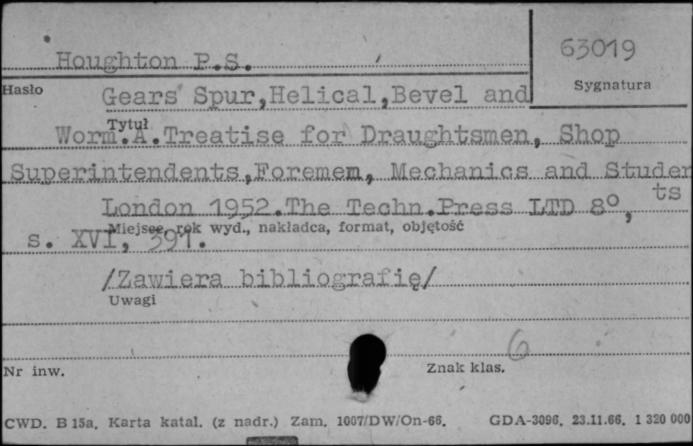 Houghton P.S.
63019
Hasło
Sygnatura
Gears Spur,Helical,Bevel and
Tytuł
Worm.A.Treatise for Draughtsmen, Shop
Superintendents,Foremem, Mechanics and Studen
ts
London 1952.The Techn.Press LTD 8°,
Miejsce, rok wyd., nakładca, format, objętość
s. XVI, 391.
/Zawiera bibliografię/
Uwagi
6
Nr inw.
Znak klas.
CWD. B 15a. Karta katal. (z nadr.) Zam. 1007/DW/On-66. GDA-3096. 23.11.66. 1 320 000